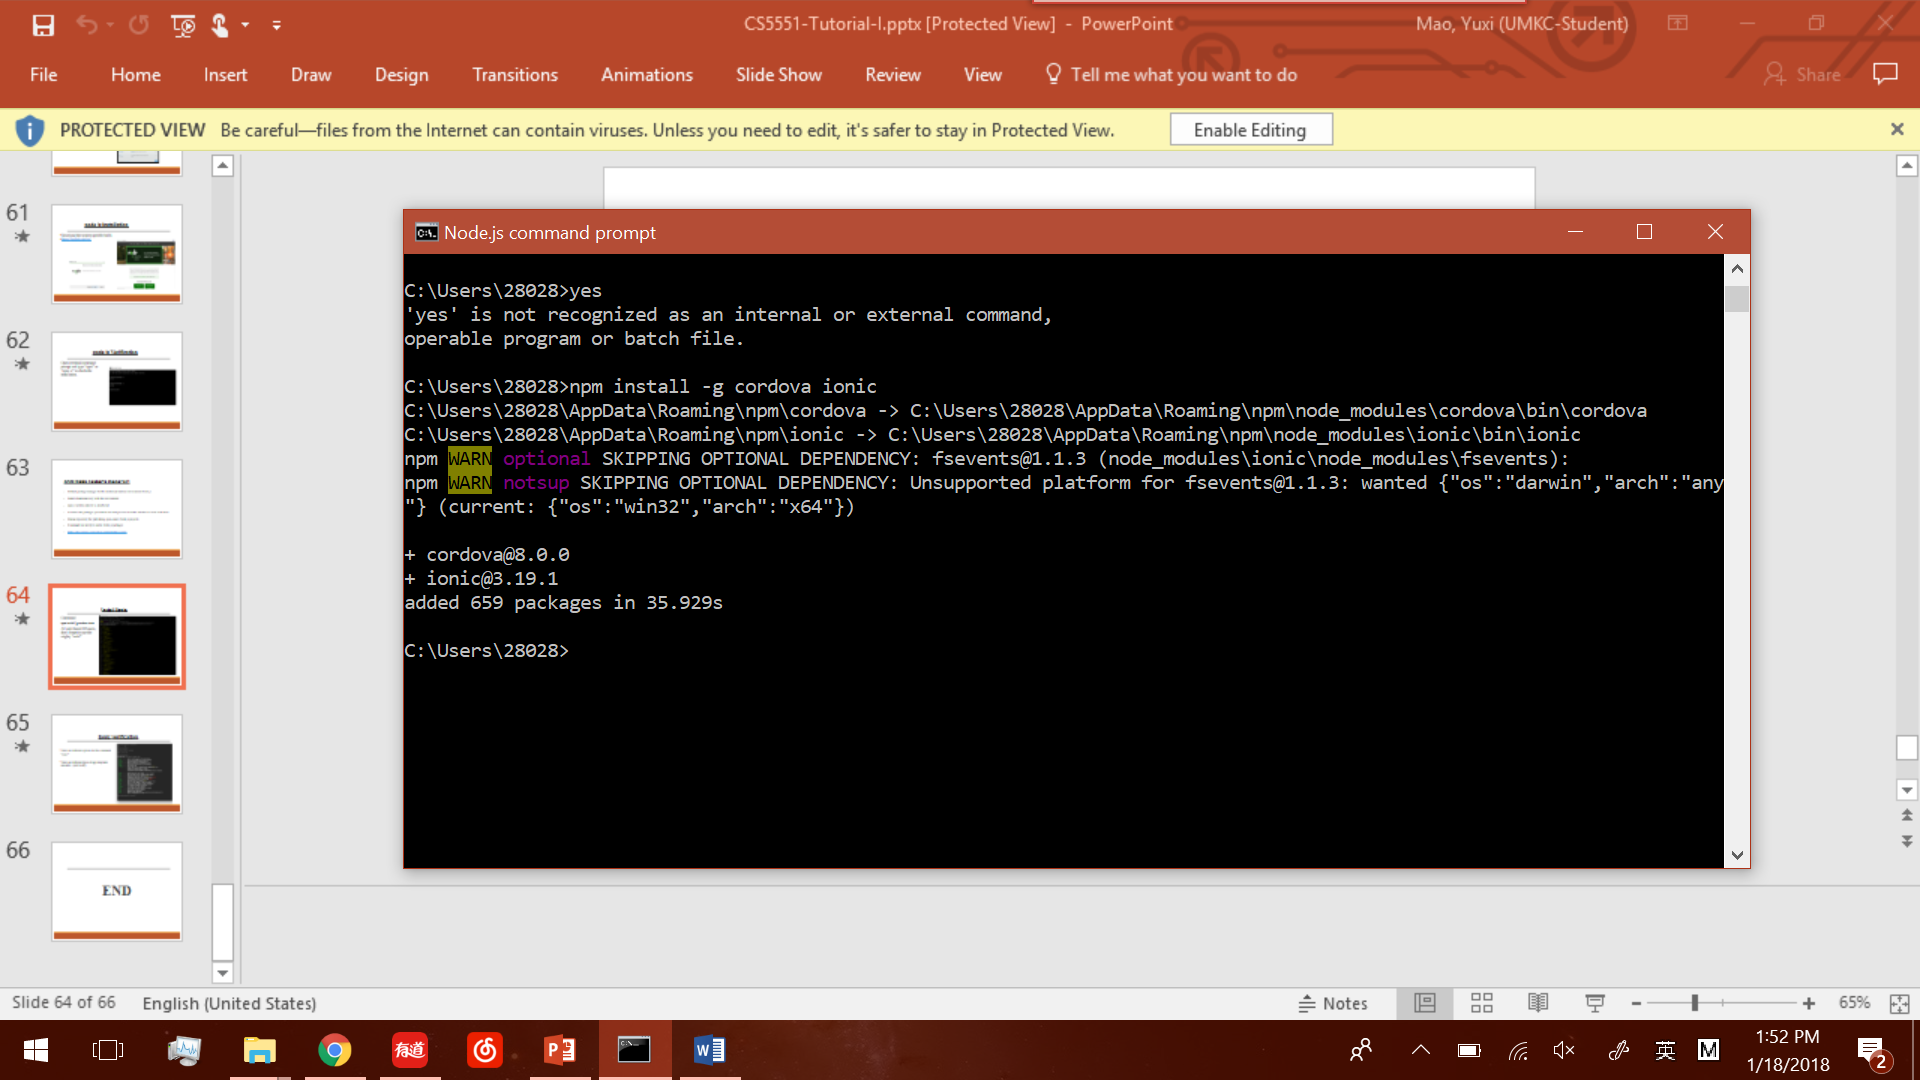 CS5551-Tutorial-I.pptx [Protected View] - PowerPoint
Mao, Yuxi (UMKC-Student)
File
Home
Insert
Draw
Design
Transitions
Animations
Slide Show
Review
View
Tell me what you want to do
Share
PROTECTED VIEW Be careful—files from the Internet can contain viruses. Unless you need to edit, it's safer to stay in Protected View.
Enable Editing
61
62
63
64
65
66
END
Node.js command prompt
C:\Users\28028>yes
'yes' is not recognized as an internal or external command,
operable program or batch file.
C:\Users\28028>npm install -g cordova ionic
C:\Users\28028\AppData\Roaming\npm\cordova -> C:\Users\28028\AppData\Roaming\npm\node_modules\cordova\bin\cordova
C:\Users\28028\AppData\Roaming\npm\ionic -> C:\Users\28028\AppData\Roaming\npm\node_modules\ionic\bin\ionic
npm WARN optional SKIPPING OPTIONAL DEPENDENCY: fsevents@1.1.3 (node_modules\ionic\node_modules\fsevents):
npm WARN notsup SKIPPING OPTIONAL DEPENDENCY: Unsupported platform for fsevents@1.1.3: wanted {"os":"darwin","arch":"any
"} (current: {"os":"win32","arch":"x64"})
+ cordova@8.0.0
+ ionic@3.19.1
added 659 packages in 35.929s
C:\Users\28028>
Slide 64 of 66
English (United States)
Notes
65%
有道
英
M
1:52 PM
1/18/2018
2